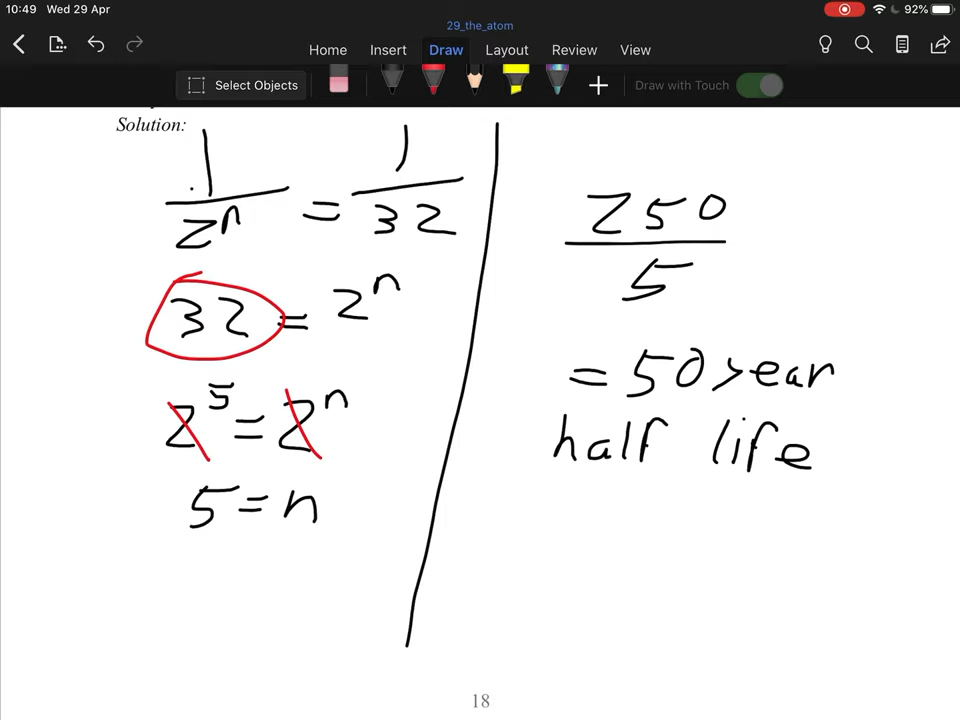 10:49 Wed 29 Apr 92%
29_the_atom
Home Insert Draw Layout Review View
Select Objects Draw with Touch
Solution:
1/2^n = 1/32
32 = 2^n
2^5 = 2^n
5 = n
250/5
= 50 year
half life
18